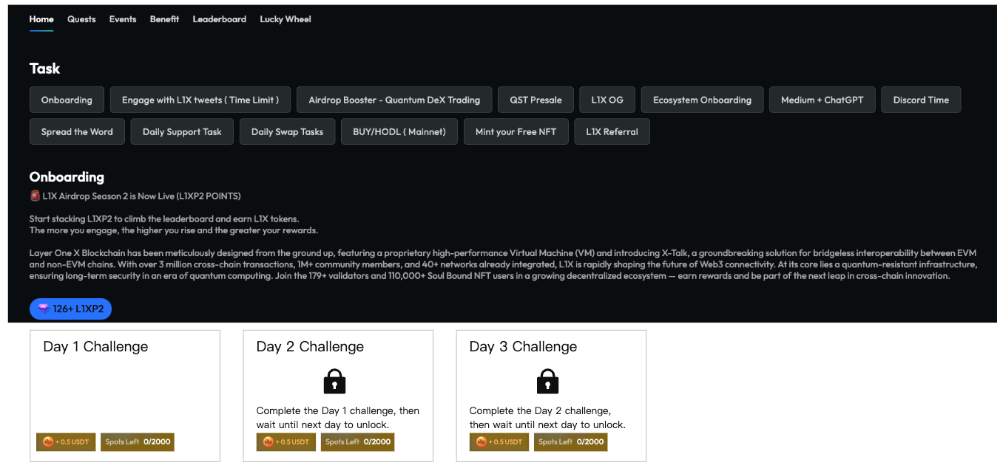 Home Quests Events Benefit Leaderboard Lucky Wheel
Task
Onboarding Engage with L1X tweets ( Time Limit ) Airdrop Booster - Quantum DeX Trading QST Presale L1X OG Ecosystem Onboarding Medium + ChatGPT Discord Time
Spread the Word Daily Support Task Daily Swap Tasks BUY/HODL ( Mainnet) Mint your Free NFT L1X Referral
Onboarding
🚨 L1X Airdrop Season 2 is Now Live (L1XP2 POINTS)
Start stacking L1XP2 to climb the leaderboard and earn L1X tokens.
The more you engage, the higher you rise and the greater your rewards.
Layer One X Blockchain has been meticulously designed from the ground up, featuring a proprietary high-performance Virtual Machine (VM) and introducing X-Talk, a groundbreaking solution for bridgeless interoperability between EVM
and non-EVM chains. With over 3 million cross-chain transactions, 1M+ community members, and 40+ networks already integrated, L1X is rapidly shaping the future of Web3 connectivity. At its core lies a quantum-resistant infrastructure,
ensuring long-term security in an era of quantum computing. Join the 179+ validators and 110,000+ Soul Bound NFT users in a growing decentralized ecosystem — earn rewards and be part of the next leap in cross-chain innovation.
126+ L1XP2
Day 1 Challenge
+ 0.5 USDT Spots Left 0/2000
Day 2 Challenge
Complete the Day 1 challenge, then
wait until next day to unlock.
+ 0.5 USDT Spots Left 0/2000
Day 3 Challenge
Complete the Day 2 challenge,
then wait until next day to unlock.
+ 0.5 USDT Spots Left 0/2000